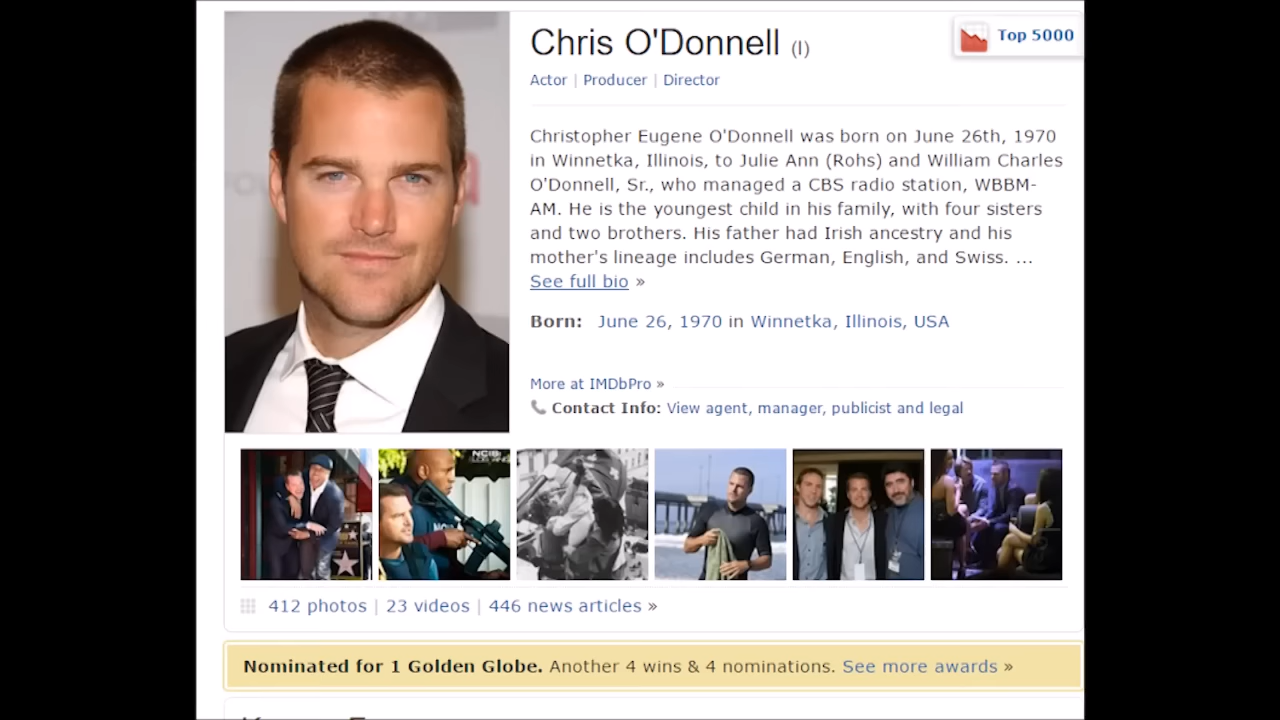 Chris O'Donnell (I)
Top 5000
Actor | Producer | Director
Christopher Eugene O'Donnell was born on June 26th, 1970
in Winnetka, Illinois, to Julie Ann (Rohs) and William Charles
O'Donnell, Sr., who managed a CBS radio station, WBBM-
AM. He is the youngest child in his family, with four sisters
and two brothers. His father had Irish ancestry and his
mother's lineage includes German, English, and Swiss. ...
See full bio »
Born: June 26, 1970 in Winnetka, Illinois, USA
More at IMDbPro »
Contact Info: View agent, manager, publicist and legal
NCIS:
412 photos | 23 videos | 446 news articles »
Nominated for 1 Golden Globe. Another 4 wins & 4 nominations. See more awards »